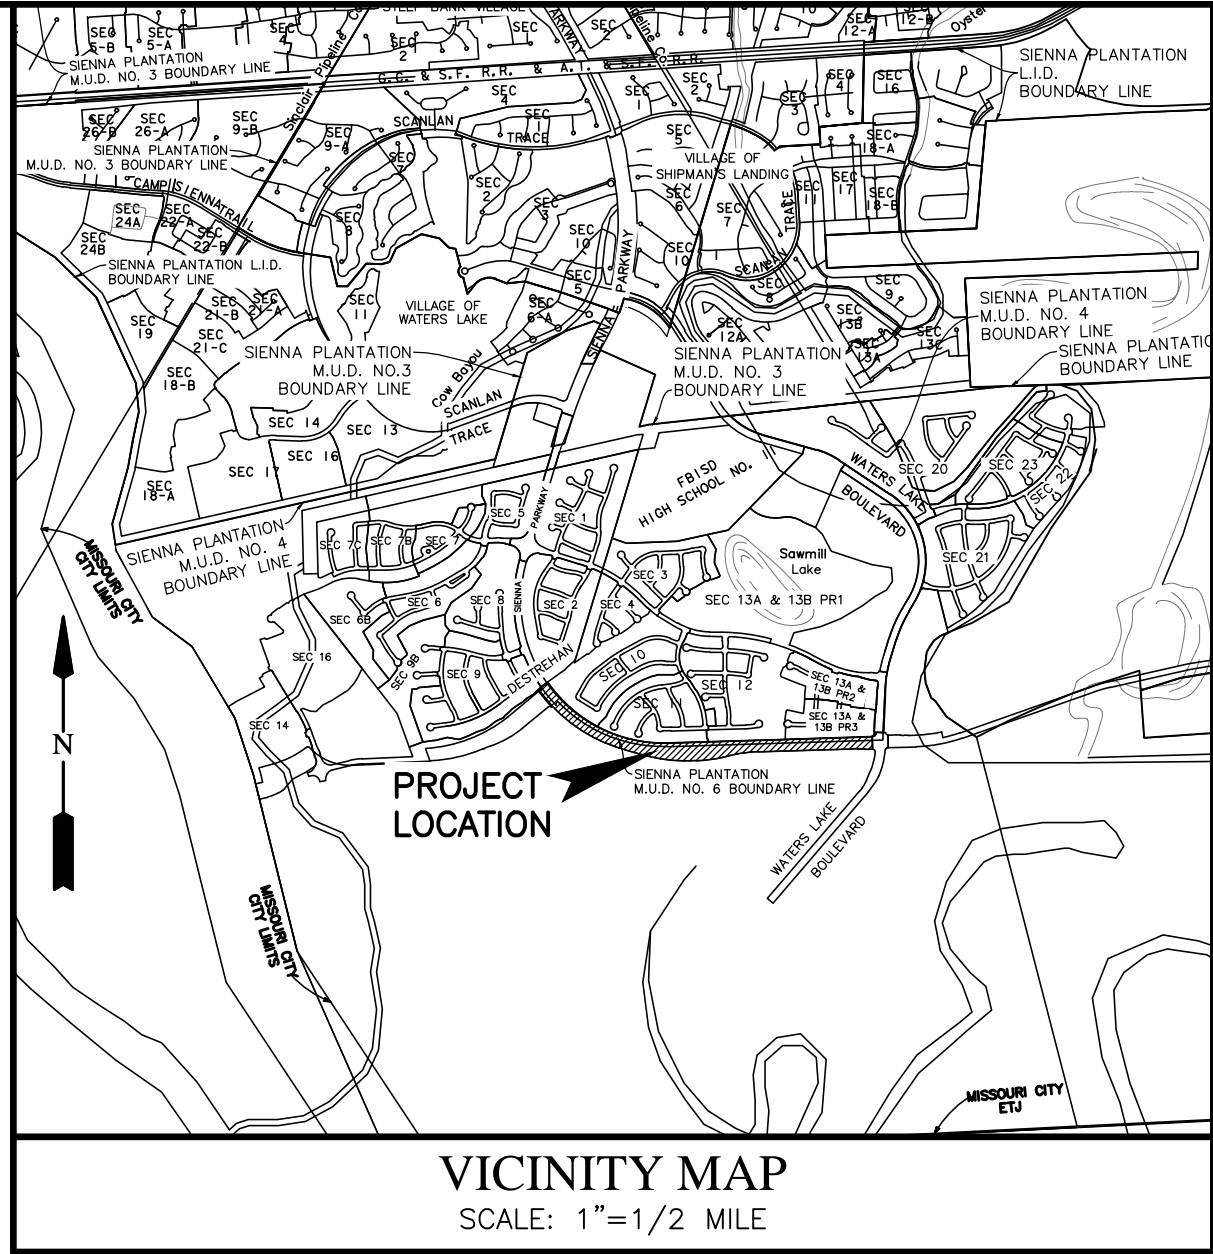 STEEP BANK VILLAGE
SEC
5-B
SEC
5-A
SEC
4
SEC
2
SEC
SEC
2
SEC
12-A
12-B
10
Oyster
SIENNA PLANTATION
M.U.D. NO. 3 BOUNDARY LINE
Sinclair Pipeline Co.
PARKWAY
Pipeline Co.
G.C. & S.F. R.R. & A.T. & S.F. R.R.
SIENNA PLANTATION
L.I.D.
BOUNDARY LINE
SEC
26-B
SEC
26-A
SEC
9-B
SEC
9-A
SEC
7
SCANLAN
TRACE
SEC
4
SEC
1
SEC
2
SEC
3
SEC
4
SEC
16
SEC
5
SEC
18-A
SIENNA PLANTATION
M.U.D. NO. 3 BOUNDARY LINE
VILLAGE OF
SHIPMAN'S LANDING
SEC
6
SEC
7
TRACE
SEC
11
SEC
17
SEC
18-B
CAMP SIENNA TRAIL
SEC
24A
SEC
22-A
SEC
22-B
SEC
24B
SEC
8
SEC
2
SEC
3
SEC
10
SEC
5
SEC
10
SCANLAN
SEC
8
SEC
9
SIENNA PLANTATION L.I.D.
BOUNDARY LINE
SEC
19
SEC
21-B
SEC
21-A
SEC
21-C
SEC
11
VILLAGE OF
WATERS LAKE
SEC
6-A
SIENNA PARKWAY
SEC
12A
SEC
13B
SEC
13A
SEC
13C
SIENNA PLANTATION
M.U.D. NO. 4
BOUNDARY LINE
SIENNA PLANTATIO
BOUNDARY LINE
SIENNA PLANTATION
M.U.D. NO.3
BOUNDARY LINE
SIENNA PLANTATION
M.U.D. NO. 3
BOUNDARY LINE
SEC
18-B
Cow Bayou
SCANLAN
TRACE
SEC 14
SEC 13
SEC 16
SEC 17
SEC
18-A
FBISD
HIGH SCHOOL NO. 1
WATERS LAKE
BOULEVARD
SEC 20
SEC 23
SEC 22
SEC 21
SIENNA PLANTATION
M.U.D. NO. 4
BOUNDARY LINE
MISSOURI CITY
CITY LIMITS
SEC 5
PARKWAY
SEC 1
SEC 7C
SEC 7B
SEC 7
SEC 3
Sawmill
Lake
SEC 13A & 13B PR1
SEC 6
SEC 8
SIENNA
SEC 2
SEC 4
SEC 6B
SEC 16
SEC 9B
SEC 9
DESTREHAN
SEC 10
SEC 12
SEC 11
SEC 13A &
13B PR2
SEC 13A &
13B PR3
SEC 14
N
PROJECT
LOCATION
SIENNA PLANTATION
M.U.D. NO. 6 BOUNDARY LINE
WATERS LAKE
BOULEVARD
MISSOURI CITY
CITY LIMITS
MISSOURI CITY
ETJ
VICINITY MAP
SCALE: 1"=1/2 MILE